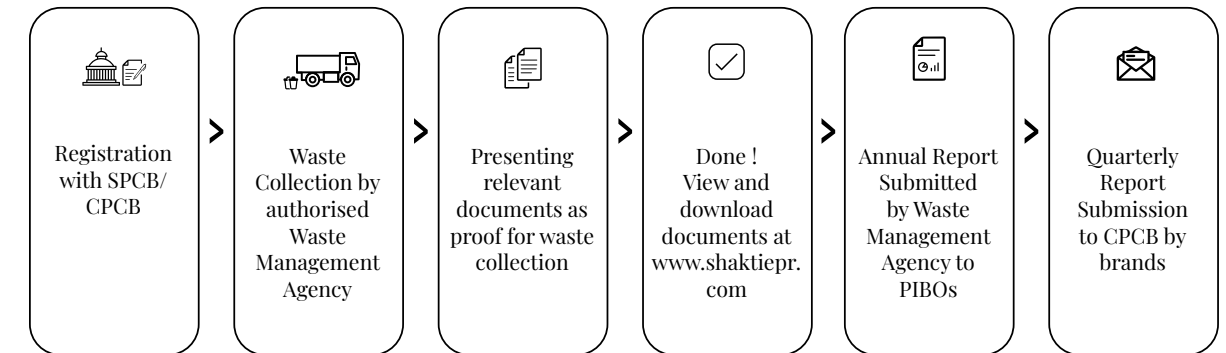 Registration
with SPCB/
CPCB
Waste
Collection by
authorised
Waste
Management
Agency
Presenting
relevant
documents as
proof for waste
collection
Done !
View and
download
documents at
www.shaktiepr.
com
Annual Report
Submitted
by Waste
Management
Agency to
PIBOs
Quarterly
Report
Submission
to CPCB by
brands